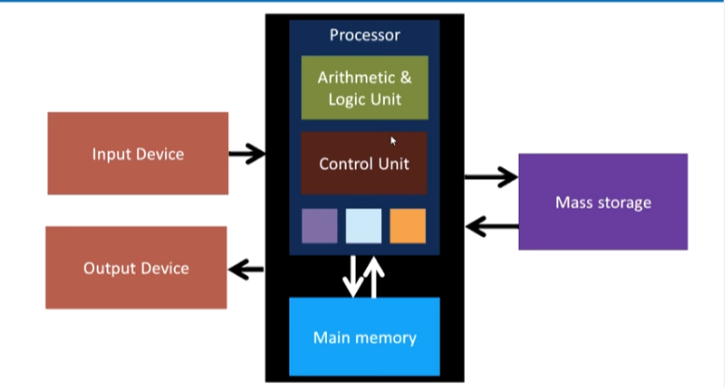 Processor
Arithmetic &
Logic Unit
Input Device
Control Unit
Mass storage
Output Device
Main memory